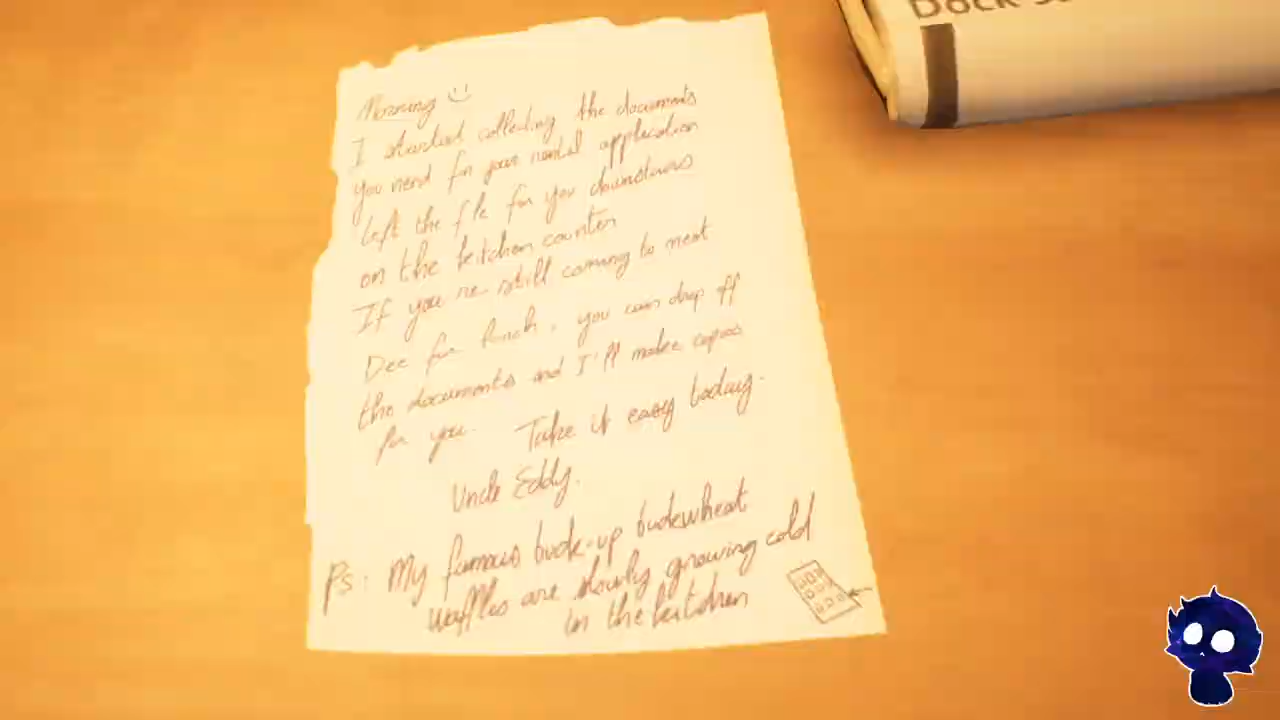 Morning :)
I started collecting the documents
you need for your rental application
Left the file for you downstairs
on the kitchen counter
If you're still coming to meet
Dee for lunch, you can drop off
the documents and I'll make copies
for you. Take it easy today.
Uncle Eddy.
Ps: My famous buck-up buckwheat
waffles are slowly growing cold
in the kitchen
Dock